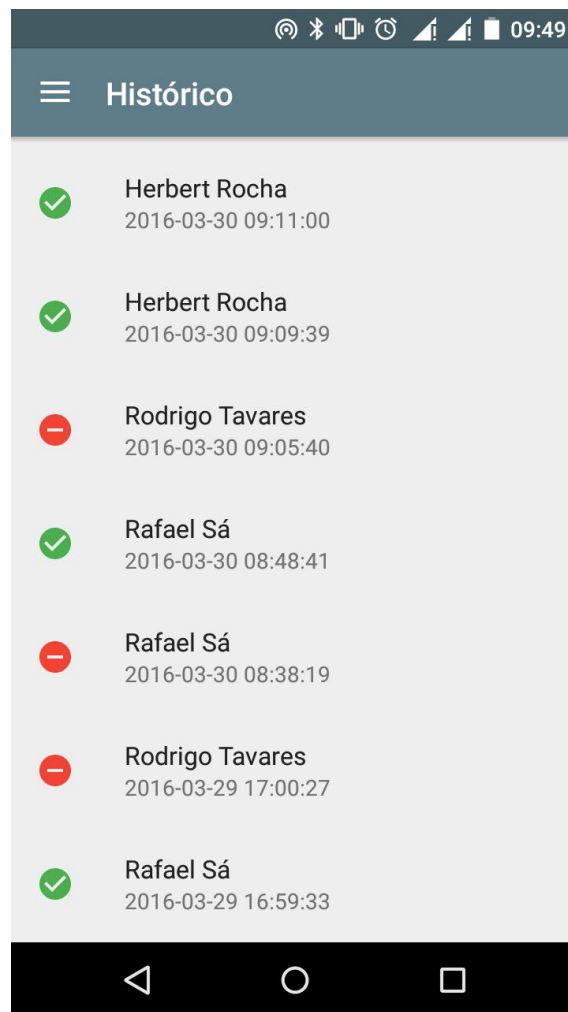 09:49
Histórico
Herbert Rocha
2016-03-30 09:11:00
Herbert Rocha
2016-03-30 09:09:39
Rodrigo Tavares
2016-03-30 09:05:40
Rafael Sá
2016-03-30 08:48:41
Rafael Sá
2016-03-30 08:38:19
Rodrigo Tavares
2016-03-29 17:00:27
Rafael Sá
2016-03-29 16:59:33